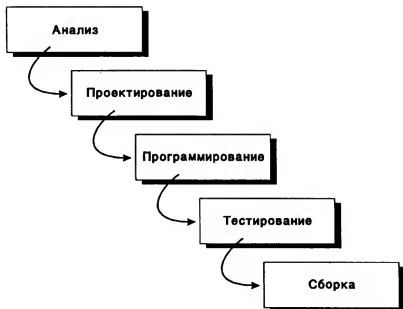 Анализ
Проектирование
Программирование
Тестирование
Сборка